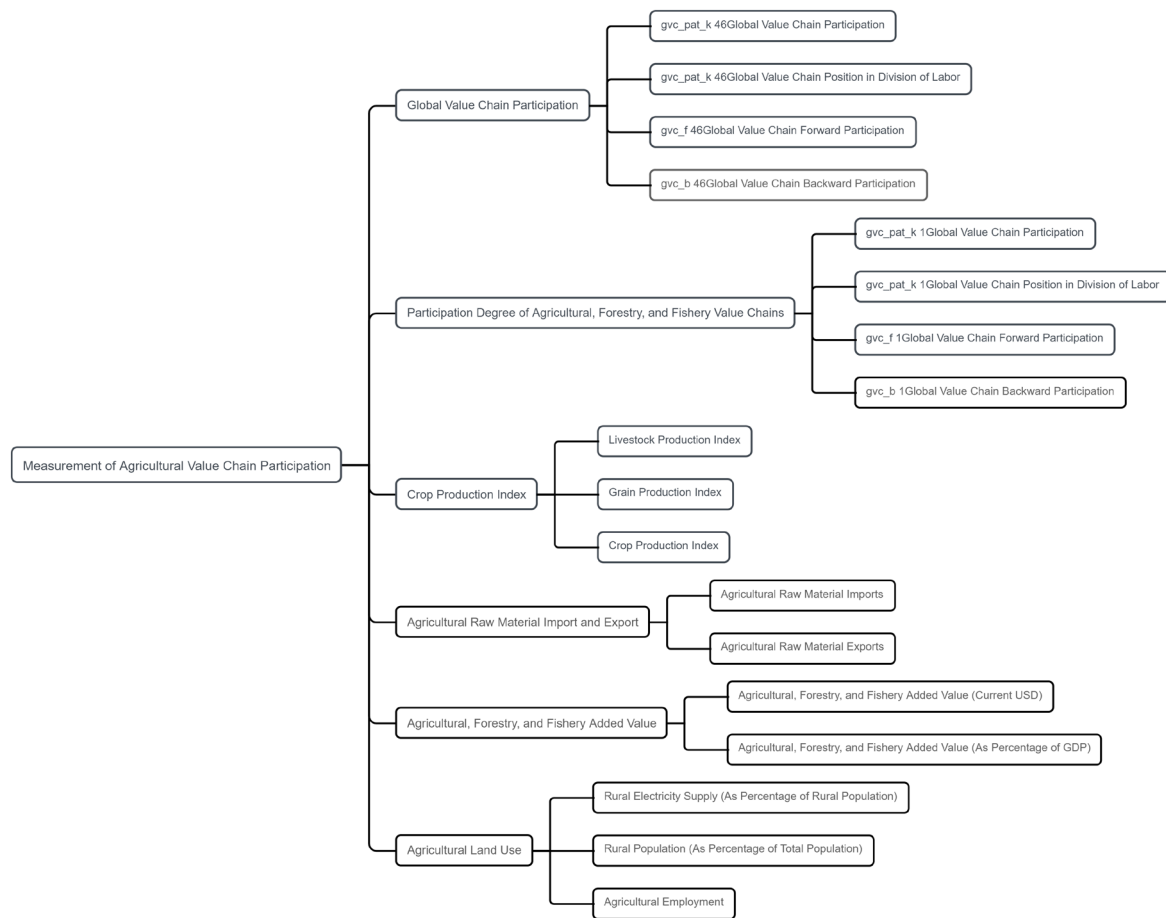 Measurement of Agricultural Value Chain Participation
Global Value Chain Participation
gvc_pat_k 46Global Value Chain Participation
gvc_pat_k 46Global Value Chain Position in Division of Labor
gvc_f 46Global Value Chain Forward Participation
gvc_b 46Global Value Chain Backward Participation
Participation Degree of Agricultural, Forestry, and Fishery Value Chains
gvc_pat_k 1Global Value Chain Participation
gvc_pat_k 1Global Value Chain Position in Division of Labor
gvc_f 1Global Value Chain Forward Participation
gvc_b 1Global Value Chain Backward Participation
Crop Production Index
Livestock Production Index
Grain Production Index
Crop Production Index
Agricultural Raw Material Import and Export
Agricultural Raw Material Imports
Agricultural Raw Material Exports
Agricultural, Forestry, and Fishery Added Value
Agricultural, Forestry, and Fishery Added Value (Current USD)
Agricultural, Forestry, and Fishery Added Value (As Percentage of GDP)
Agricultural Land Use
Rural Electricity Supply (As Percentage of Rural Population)
Rural Population (As Percentage of Total Population)
Agricultural Employment